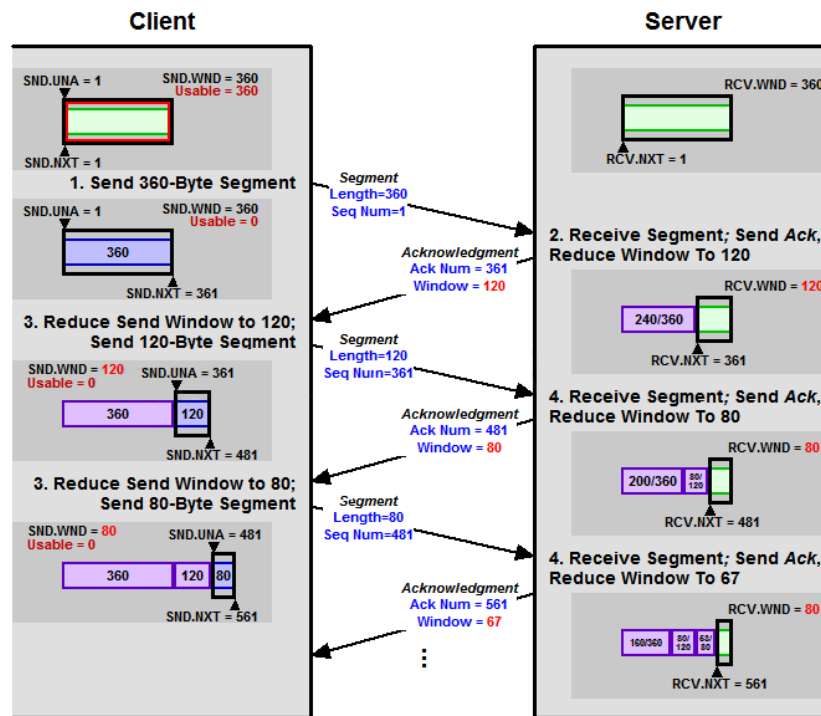 Client
Server
SND.UNA = 1
SND.WND = 360
Usable = 360
SND.NXT = 1
RCV.WND = 360
RCV.NXT = 1
1. Send 360-Byte Segment
Segment
Length=360
Seq Num=1
SND.UNA = 1
SND.WND = 360
Usable = 0
360
SND.NXT = 361
2. Receive Segment; Send Ack,
Reduce Window To 120
Acknowledgment
Ack Num = 361
Window = 120
RCV.WND = 120
240/360
RCV.NXT = 361
3. Reduce Send Window to 120;
Send 120-Byte Segment
Segment
Length=120
Seq Num=361
SND.WND = 120
Usable = 0
SND.UNA = 361
360
120
SND.NXT = 481
4. Receive Segment; Send Ack,
Reduce Window To 80
Acknowledgment
Ack Num = 481
Window = 80
RCV.WND = 80
200/360
80/
120
RCV.NXT = 481
3. Reduce Send Window to 80;
Send 80-Byte Segment
Segment
Length=80
Seq Num=481
SND.WND = 80
Usable = 0
SND.UNA = 481
360
120
80
SND.NXT = 561
4. Receive Segment; Send Ack,
Reduce Window To 67
Acknowledgment
Ack Num = 561
Window = 67
RCV.WND = 80
160/360
80/
120
/80
RCV.NXT = 561